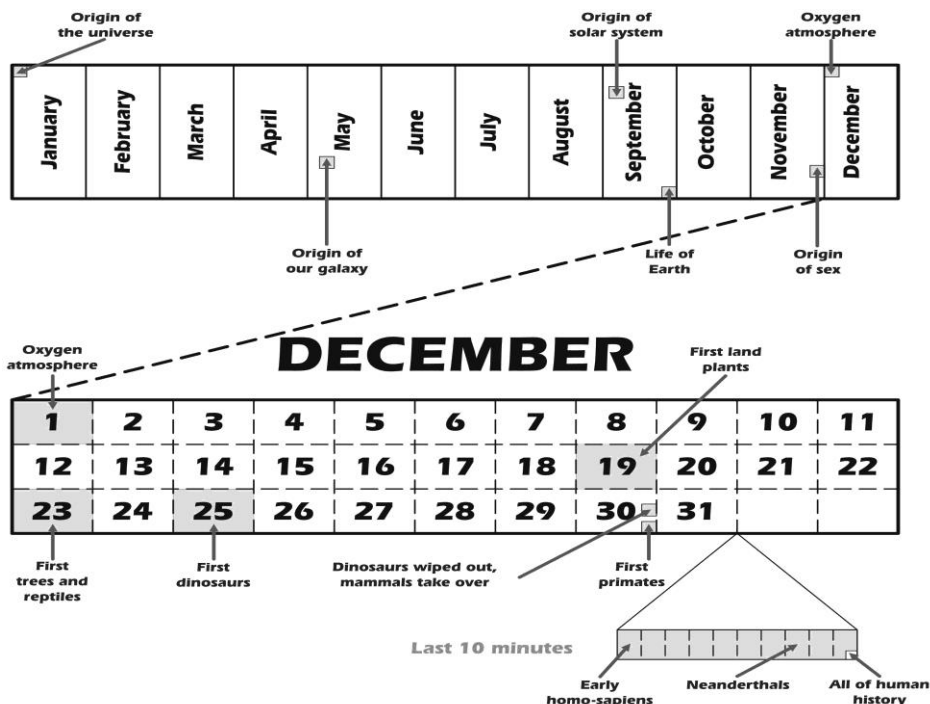 Origin of
the universe
Origin of
solar system
Oxygen
atmosphere
January
February
March
April
May
June
July
August
September
October
November
December
Origin of
our galaxy
Life of
Earth
Origin
of sex
Oxygen
atmosphere
DECEMBER
First land
plants
1 2 3 4 5 6 7 8 9 10 11
12 13 14 15 16 17 18 19 20 21 22
23 24 25 26 27 28 29 30 31
First
trees and
reptiles
First
dinosaurs
Dinosaurs wiped out,
mammals take over
First
primates
Last 10 minutes
Early
homo-sapiens
Neanderthals
All of human
history